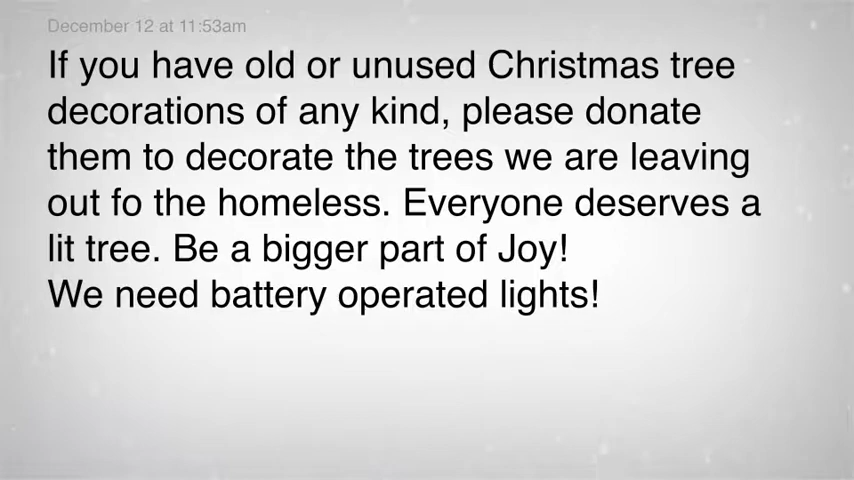 December 12 at 11:53am
If you have old or unused Christmas tree
decorations of any kind, please donate
them to decorate the trees we are leaving
out fo the homeless. Everyone deserves a
lit tree. Be a bigger part of Joy!
We need battery operated lights!